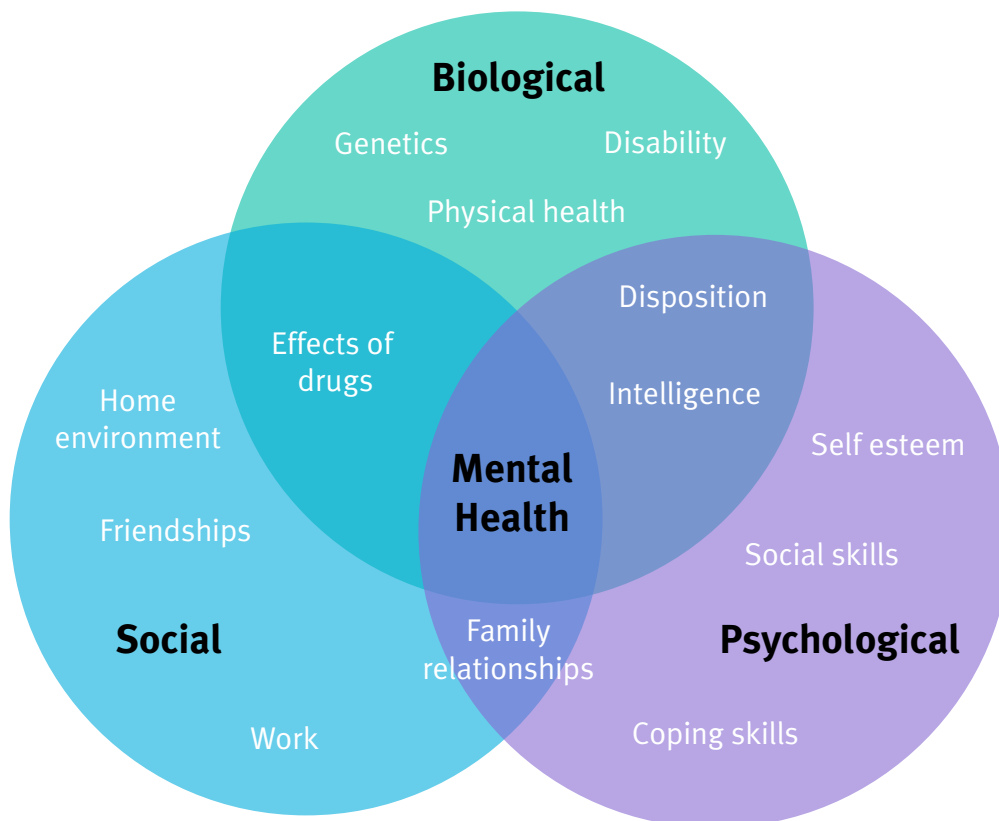 Biological
Genetics
Disability
Physical health
Disposition
Effects of
drugs
Intelligence
Home
environment
Self esteem
Mental
Health
Friendships
Social skills
Social
Family
relationships
Psychological
Work
Coping skills